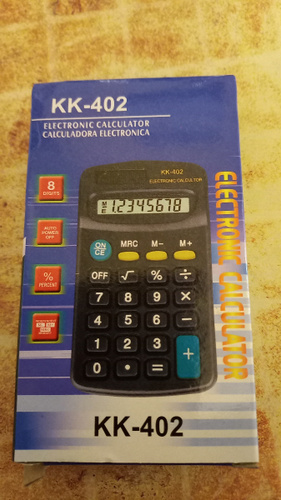 KK-402
ELECTRONIC CALCULATOR
CALCULADORA ELECTRONICA
KK-402
ELECTRONIC CALCULATOR
8
DIGITS
12345678
AUTO
POWER
OFF
ON
CE
MRC M- M+
OFF √ % ÷
%
PERCENT
7 8 9 ×
4 5 6 −
1 2 3 +
0 • =
ELECTRONIC CALCULATOR
KK-402